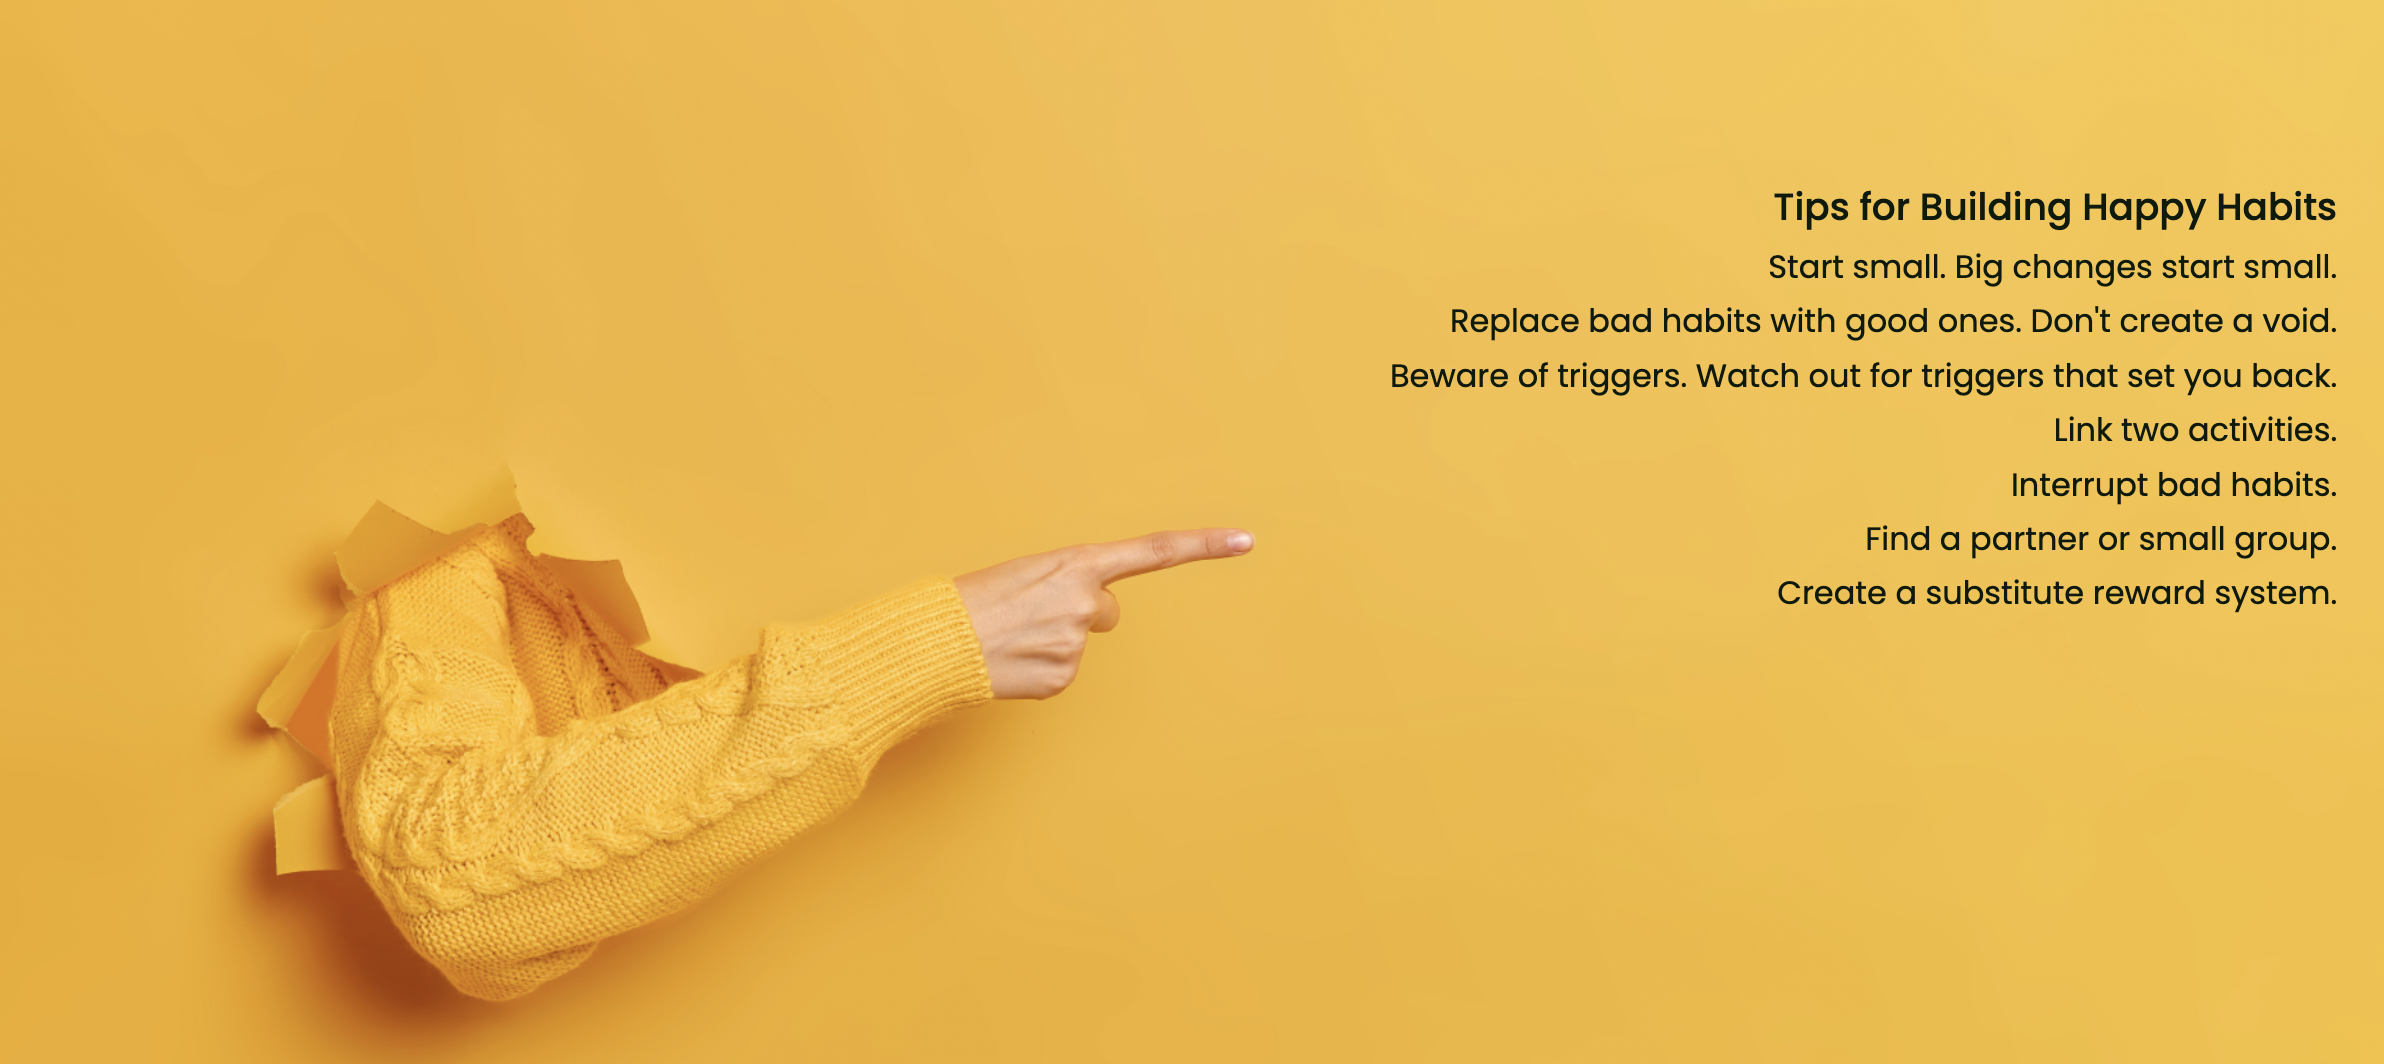 Tips for Building Happy Habits
Start small. Big changes start small.
Replace bad habits with good ones. Don't create a void.
Beware of triggers. Watch out for triggers that set you back.
Link two activities.
Interrupt bad habits.
Find a partner or small group.
Create a substitute reward system.